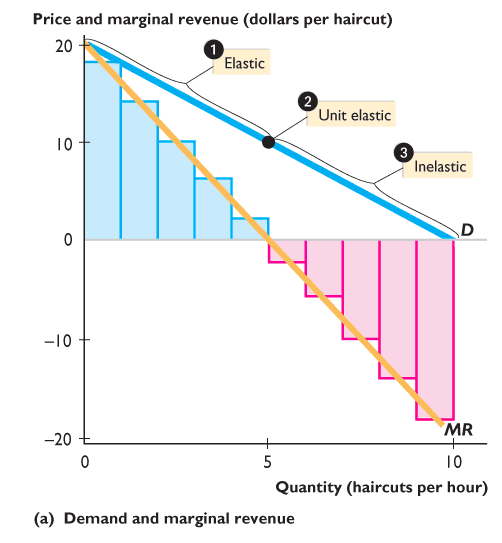 Price and marginal revenue (dollars per haircut)
20
1
Elastic
2
Unit elastic
10
3
Inelastic
D
0
–10
MR
–20
0
5
10
Quantity (haircuts per hour)
(a) Demand and marginal revenue